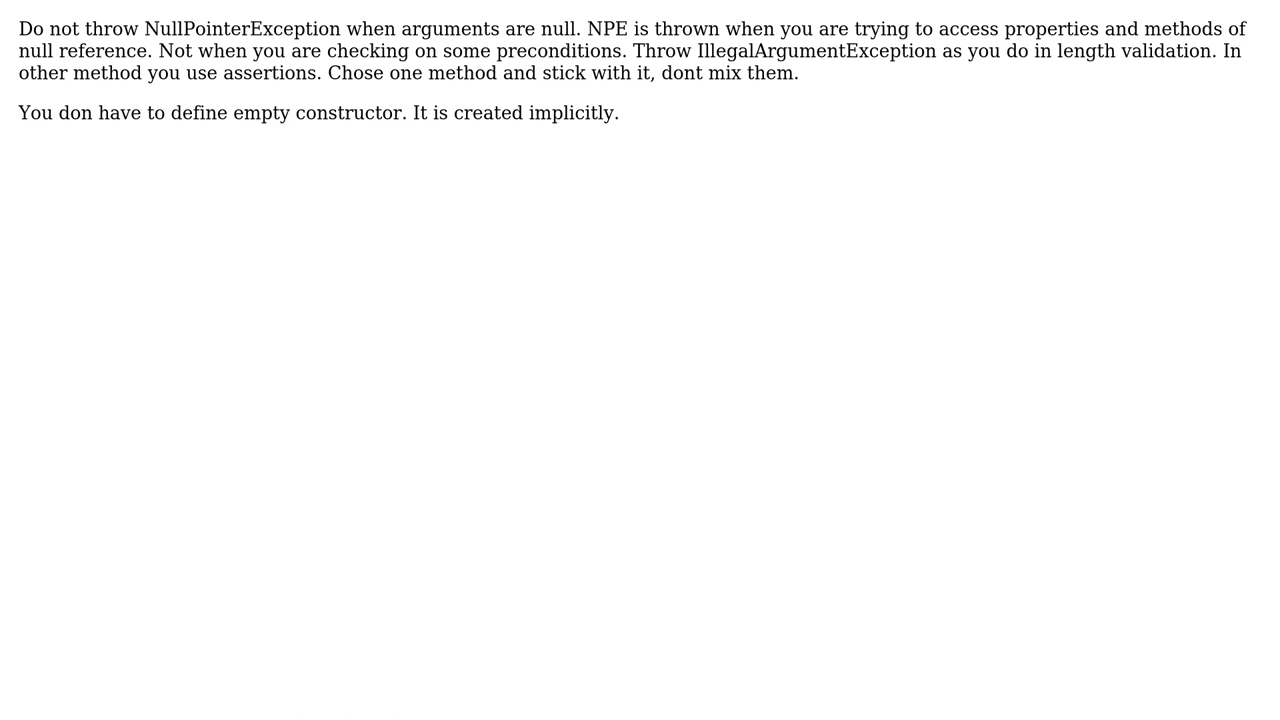 Do not throw NullPointerException when arguments are null. NPE is thrown when you are trying to access properties and methods of
null reference. Not when you are checking on some preconditions. Throw IllegalArgumentException as you do in length validation. In
other method you use assertions. Chose one method and stick with it, dont mix them.
You don have to define empty constructor. It is created implicitly.